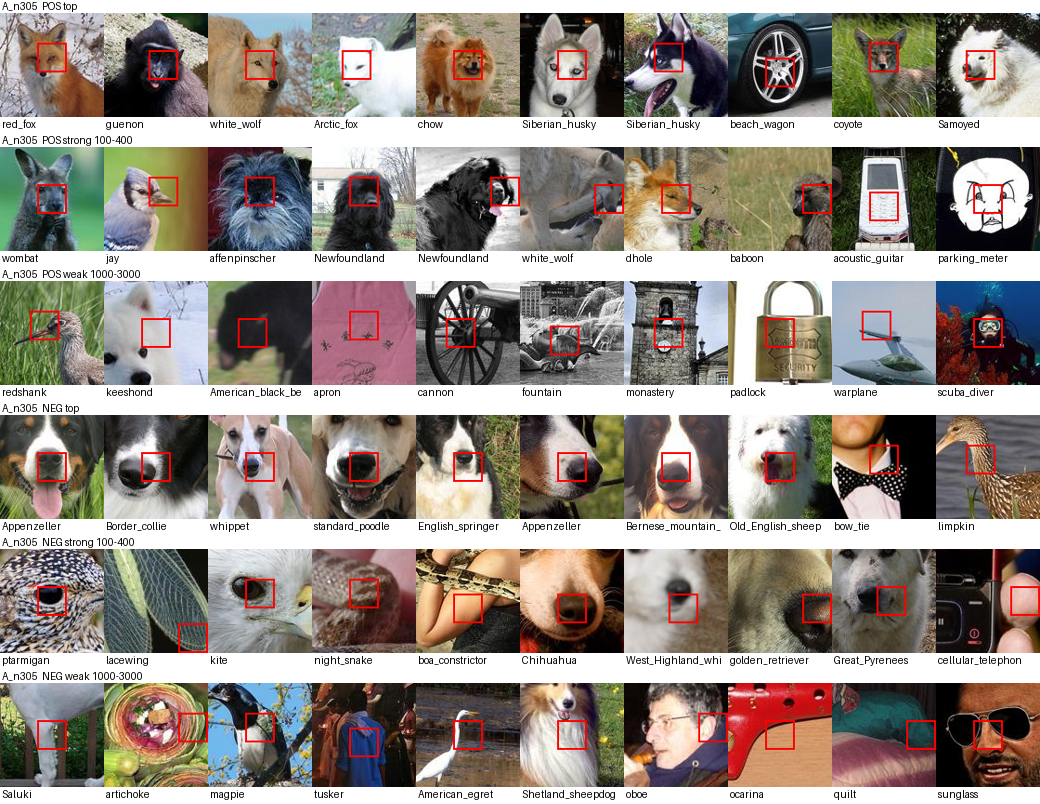 A_n305 POS top
red_fox guenon white_wolf Arctic_fox chow Siberian_husky Siberian_husky beach_wagon coyote Samoyed
A_n305 POS strong 100-400
wombat jay affenpinscher Newfoundland Newfoundland white_wolf dhole baboon acoustic_guitar parking_meter
A_n305 POS weak 1000-3000
SECURITY
redshank keeshond American_black_be apron cannon fountain monastery padlock warplane scuba_diver
A_n305 NEG top
Appenzeller Border_collie whippet standard_poodle English_springer Appenzeller Bernese_mountain_ Old_English_sheep bow_tie limpkin
A_n305 NEG strong 100-400
ptarmigan lacewing kite night_snake boa_constrictor Chihuahua West_Highland_whi golden_retriever Great_Pyrenees cellular_telephon
A_n305 NEG weak 1000-3000
Saluki artichoke magpie tusker American_egret Shetland_sheepdog oboe ocarina quilt sunglass